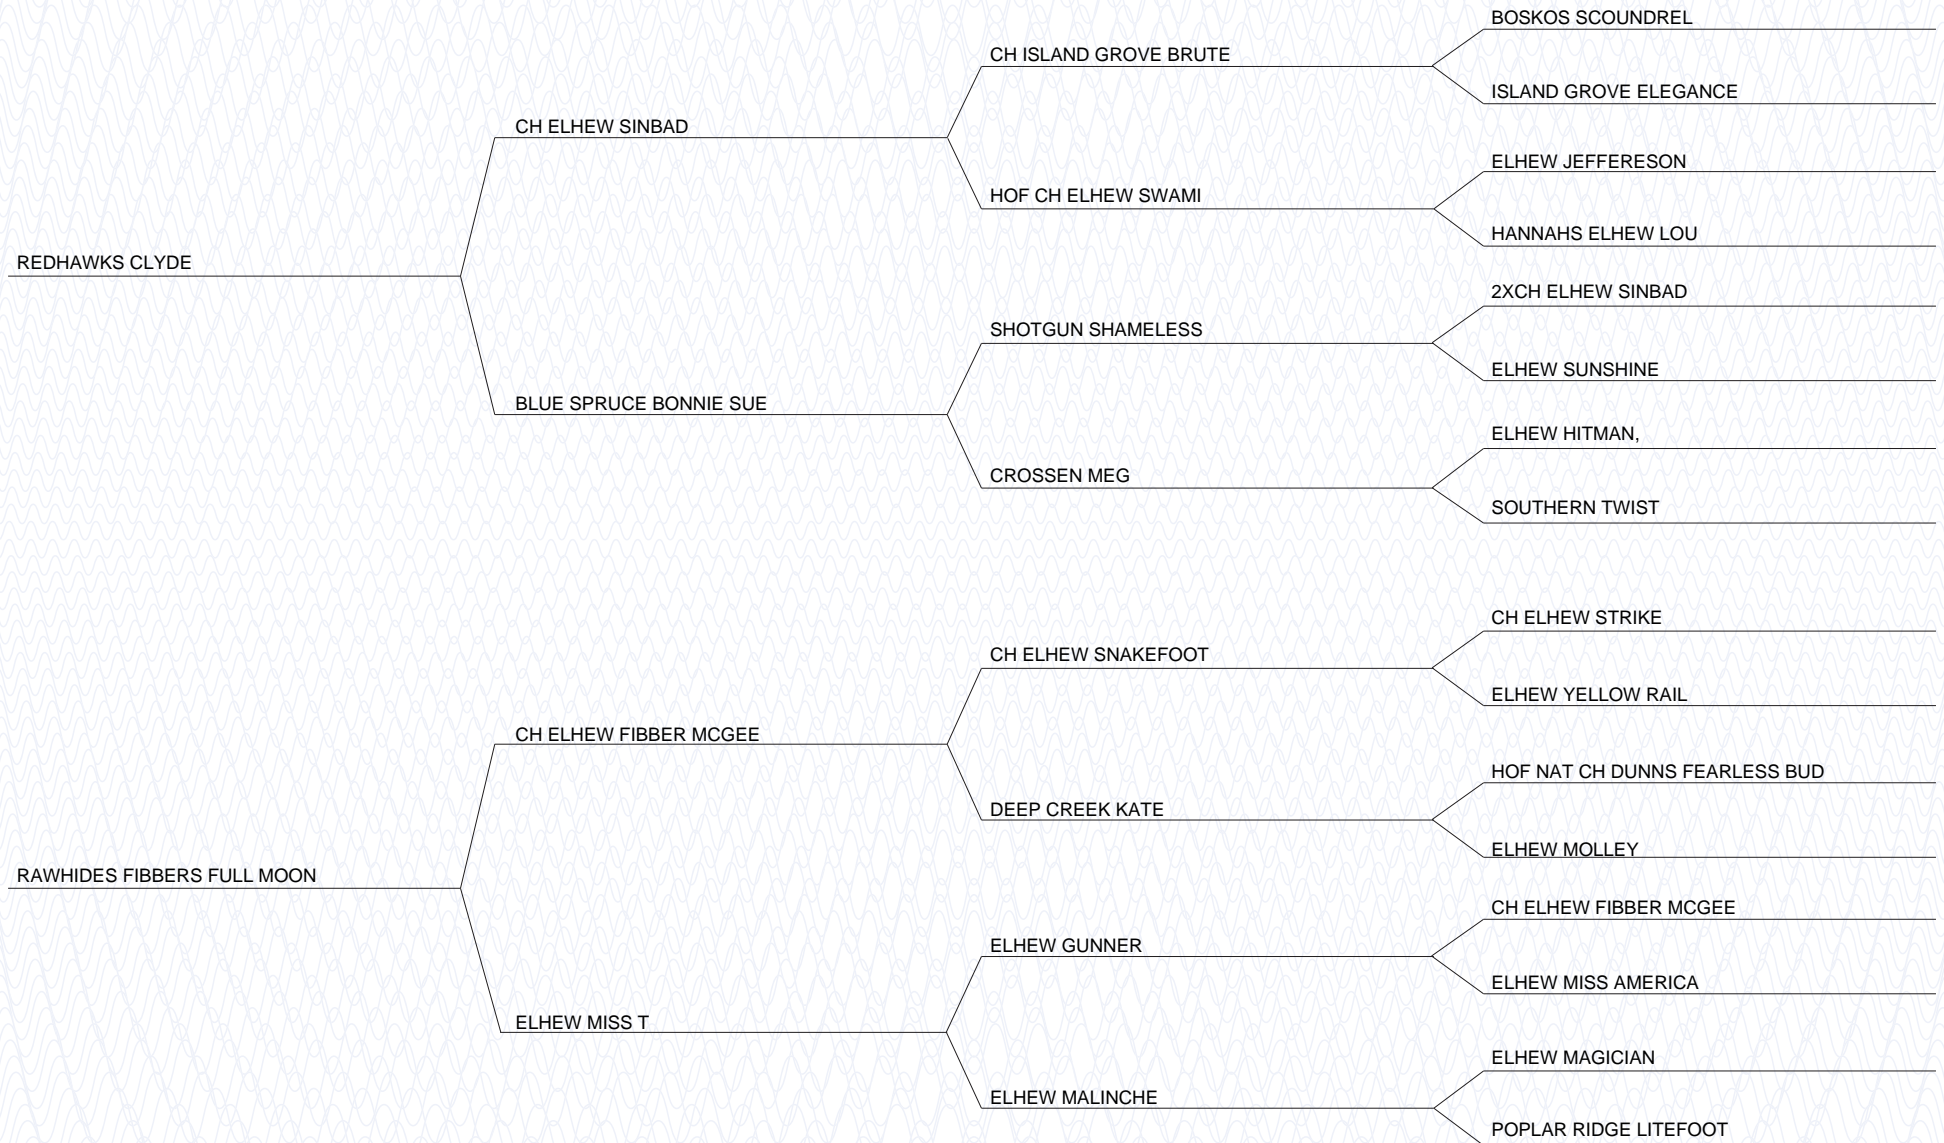 BOSKOS SCOUNDREL
CH ISLAND GROVE BRUTE
ISLAND GROVE ELEGANCE
CH ELHEW SINBAD
ELHEW JEFFERESON
HOF CH ELHEW SWAMI
HANNAHS ELHEW LOU
REDHAWKS CLYDE
2XCH ELHEW SINBAD
SHOTGUN SHAMELESS
ELHEW SUNSHINE
BLUE SPRUCE BONNIE SUE
ELHEW HITMAN,
CROSSEN MEG
SOUTHERN TWIST
CH ELHEW STRIKE
CH ELHEW SNAKEFOOT
ELHEW YELLOW RAIL
CH ELHEW FIBBER MCGEE
HOF NAT CH DUNNS FEARLESS BUD
DEEP CREEK KATE
ELHEW MOLLEY
RAWHIDES FIBBERS FULL MOON
CH ELHEW FIBBER MCGEE
ELHEW GUNNER
ELHEW MISS AMERICA
ELHEW MISS T
ELHEW MAGICIAN
ELHEW MALINCHE
POPLAR RIDGE LITEFOOT